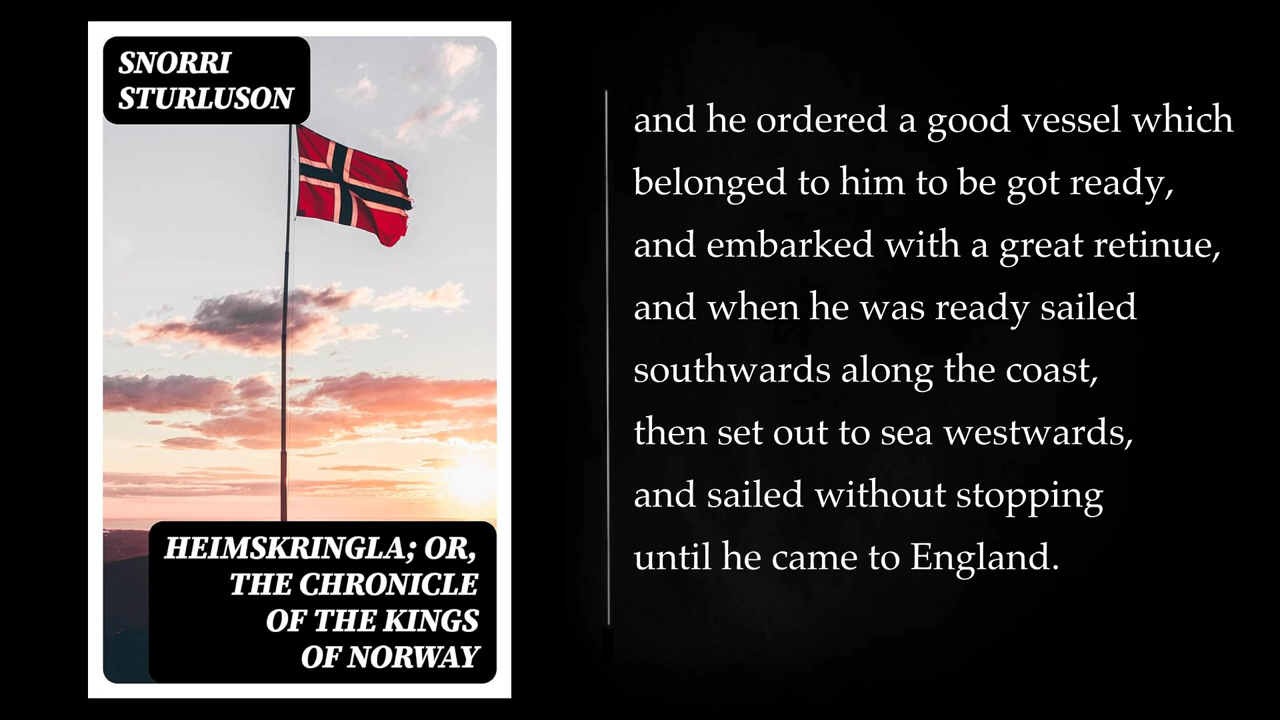 SNORRI
STURLUSON
HEIMSKRINGLA; OR,
THE CHRONICLE
OF THE KINGS
OF NORWAY
and he ordered a good vessel which
belonged to him to be got ready,
and embarked with a great retinue,
and when he was ready sailed
southwards along the coast,
then set out to sea westwards,
and sailed without stopping
until he came to England.